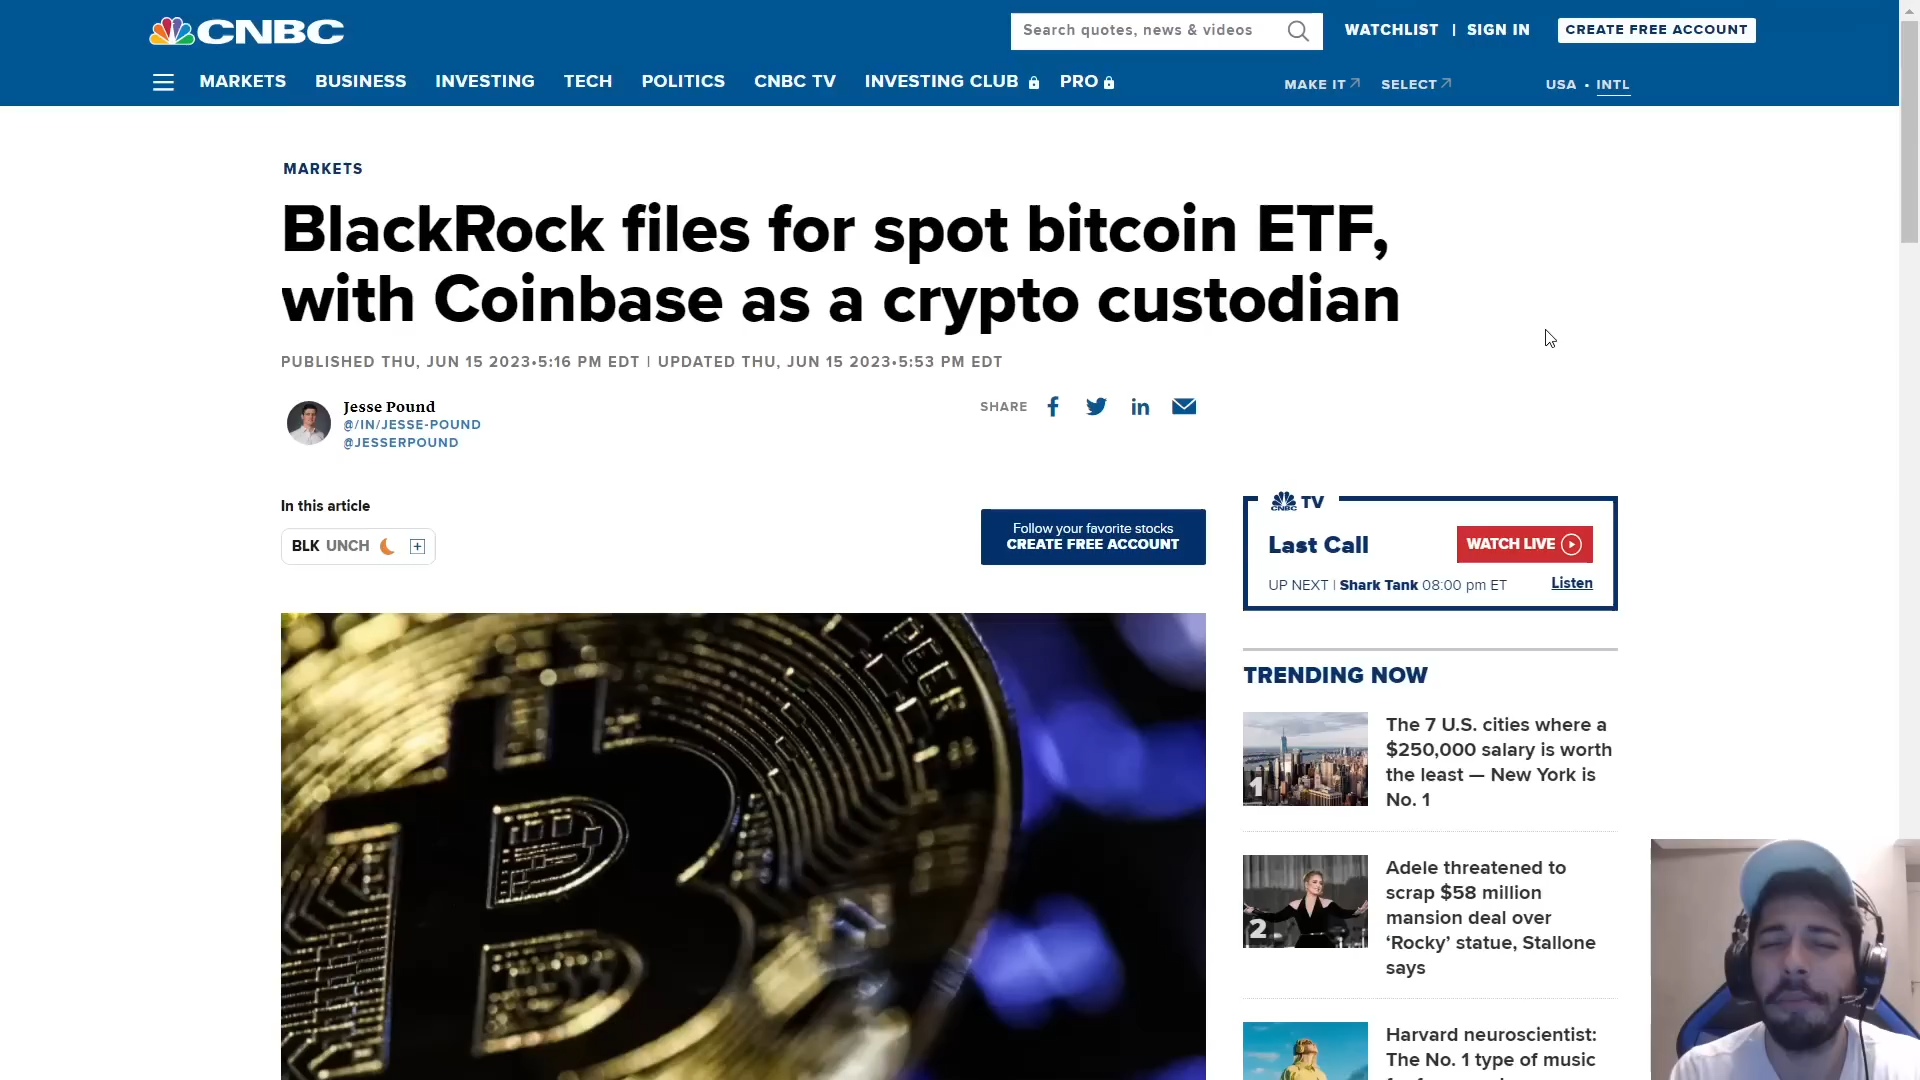 CNBC
Search quotes, news & videos
WATCHLIST | SIGN IN
CREATE FREE ACCOUNT
MARKETS BUSINESS INVESTING TECH POLITICS CNBC TV INVESTING CLUB PRO
MAKE IT SELECT
USA • INTL
MARKETS
BlackRock files for spot bitcoin ETF,
with Coinbase as a crypto custodian
PUBLISHED THU, JUN 15 2023•5:16 PM EDT | UPDATED THU, JUN 15 2023•5:53 PM EDT
Jesse Pound
@/IN/JESSE-POUND
@JESSERPOUND
SHARE
In this article
BLK UNCH
Follow your favorite stocks
CREATE FREE ACCOUNT
CNBC TV
Last Call
WATCH LIVE
UP NEXT | Shark Tank 08:00 pm ET
Listen
PEER
B
TRENDING NOW
1
The 7 U.S. cities where a
$250,000 salary is worth
the least — New York is
No. 1
2
Adele threatened to
scrap $58 million
mansion deal over
‘Rocky’ statue, Stallone
says
Harvard neuroscientist:
The No. 1 type of music